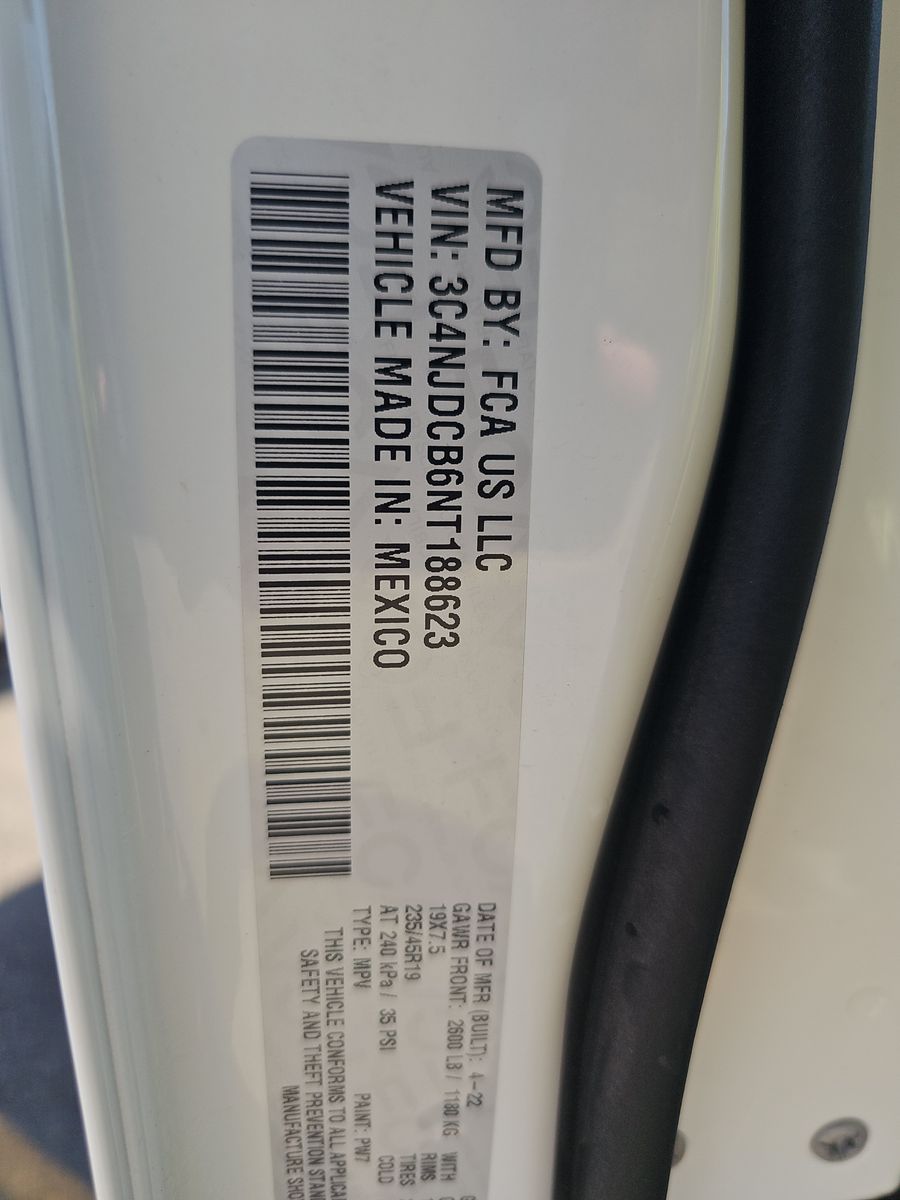 MFD BY: FCA US LLC
VIN: 3C4NJDCB6NT188623
VEHICLE MADE IN: MEXICO
DATE OF MFR (BUILT): 4-22
GAWR FRONT: 2600 LB / 1180 KG WITH
19X7.5 RIMS
235/45R19 TIRES
AT 240 kPa / 35 PSI COLD
TYPE: MPV PAINT: PW7
THIS VEHICLE CONFORMS TO ALL APPLICA
SAFETY AND THEFT PREVENTION STAN
MANUFACTURE SHO